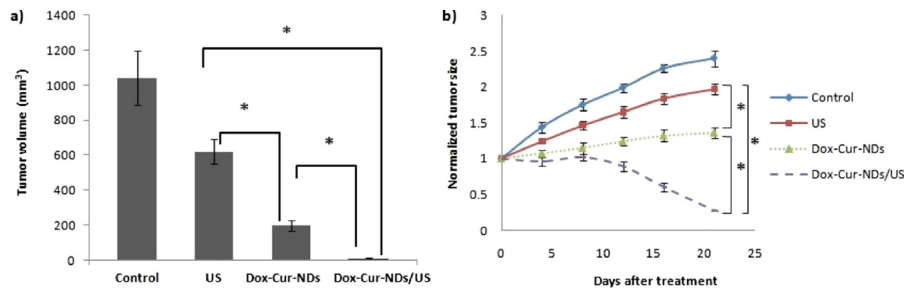 a)
Tumor volume (mm³)
1400
1200
1000
800
600
400
200
0
*
*
*
Control US Dox-Cur-NDs Dox-Cur-NDs/US
b)
Normalized tumor size
3
2.5
2
1.5
1
0.5
0
0 5 10 15 20 25
Days after treatment
*
*
*
Control
US
Dox-Cur-NDs
Dox-Cur-NDs/US